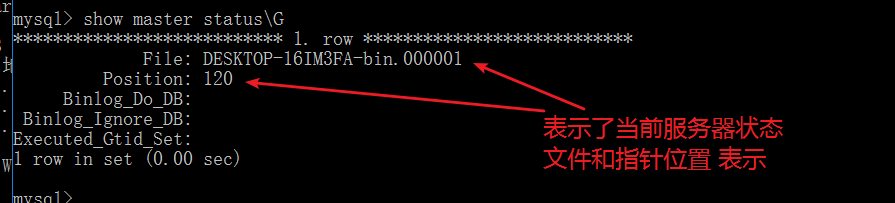 ar
mysql> show master status\G
*************************** 1. row ***************************
File: DESKTOP-16IM3FA-bin.000001
Position: 120
Binlog_Do_DB:
Binlog_Ignore_DB:
Executed_Gtid_Set:
1 row in set (0.00 sec)
W
mysql>
表示了当前服务器状态
文件和指针位置 表示